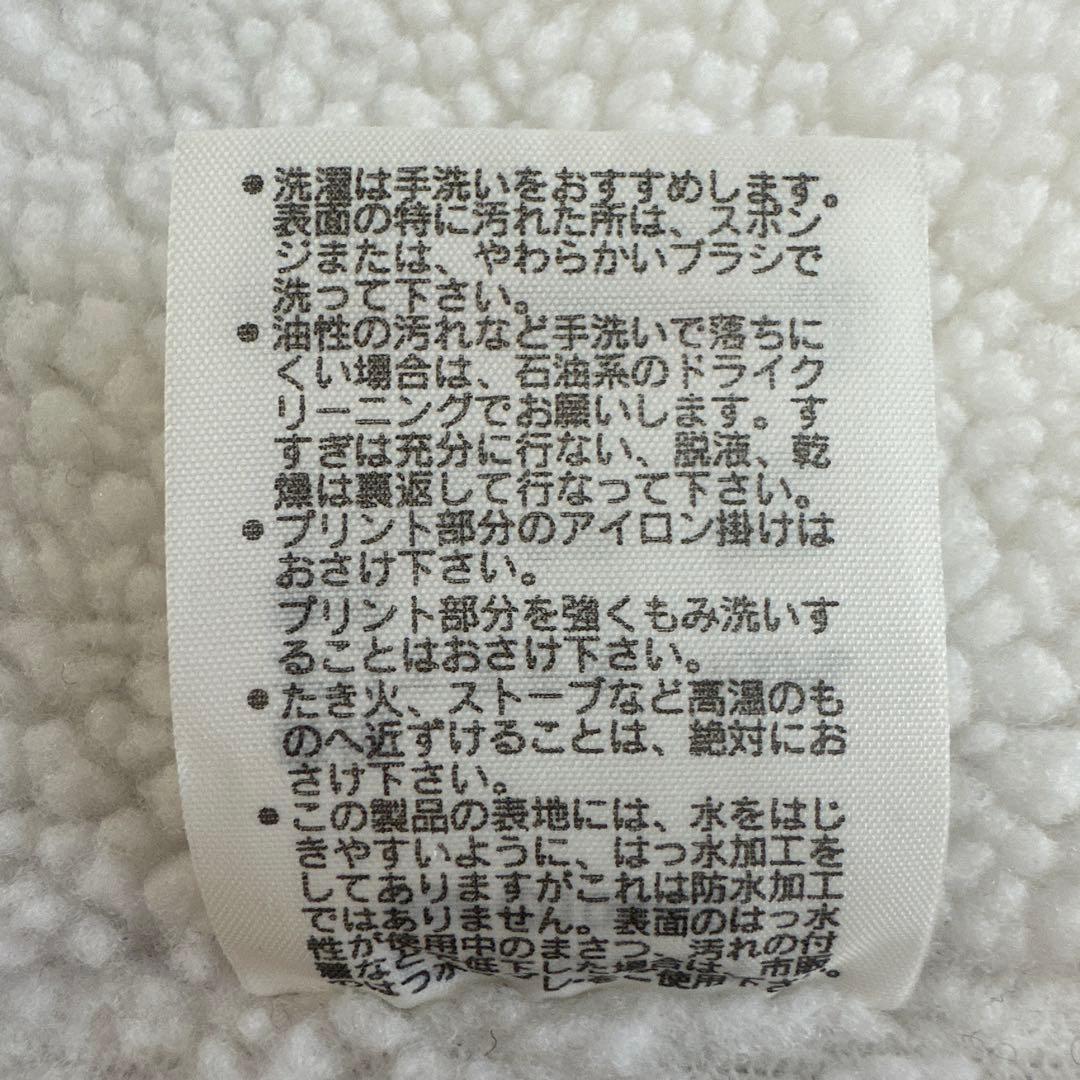 ●洗濯は手洗いをおすすめします。
表面の特に汚れた所は、スポン
ジまたは、やわらかいブラシで
洗って下さい。
●油性の汚れなど手洗いで落ちに
くい場合は、石油系のドライク
リーニングでお願いします。す
すぎは充分に行ない、脱液、乾
燥は裏返して行なって下さい。
●プリント部分のアイロン掛けは
おさけ下さい。
プリント部分を強くもみ洗いす
ることはおさけ下さい。
●たき火、ストーブなど高温のも
のへ近ずけることは、絶対にお
さけ下さい。
●この製品の表地には、水をはじ
きやすいように、はっ水加工を
してありますがこれは防水加工
ではありません。表面のはっ水